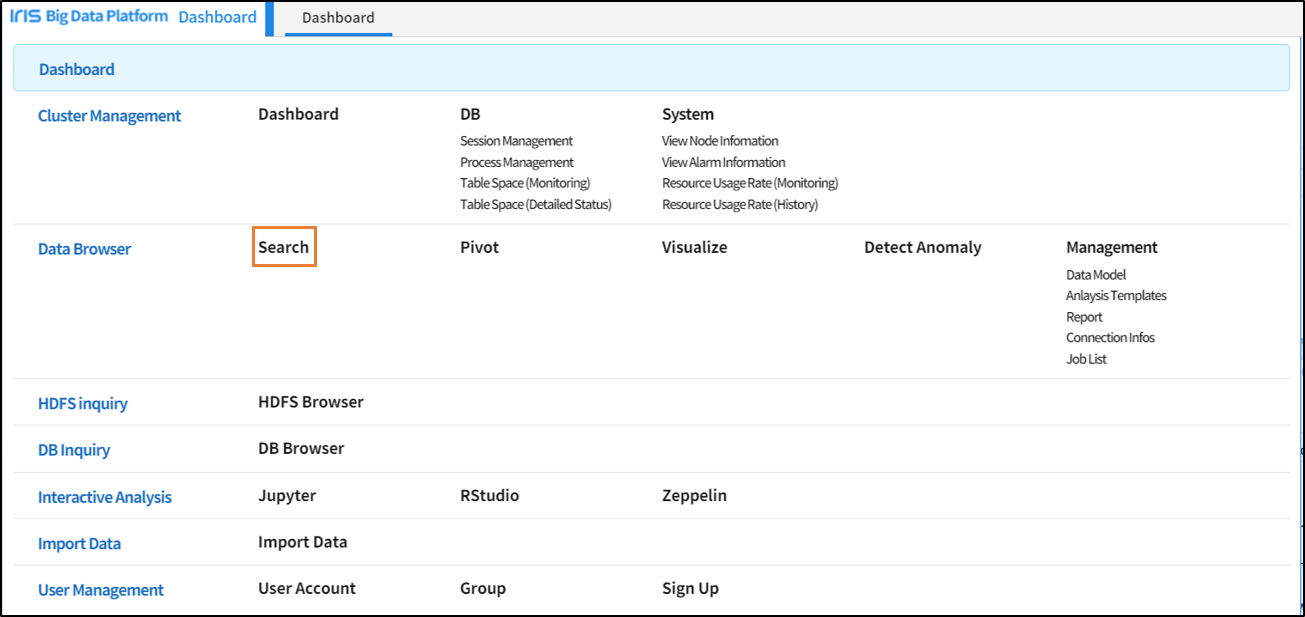 IRIS Big Data Platform Dashboard Dashboard
Dashboard
Cluster Management Dashboard DB System
Session Management View Node Infomation
Process Management View Alarm Information
Table Space (Monitoring) Resource Usage Rate (Monitoring)
Table Space (Detailed Status) Resource Usage Rate (History)
Data Browser Search Pivot Visualize Detect Anomaly Management
Data Model
Anlaysis Templates
Report
Connection Infos
Job List
HDFS inquiry HDFS Browser
DB Inquiry DB Browser
Interactive Analysis Jupyter RStudio Zeppelin
Import Data Import Data
User Management User Account Group Sign Up